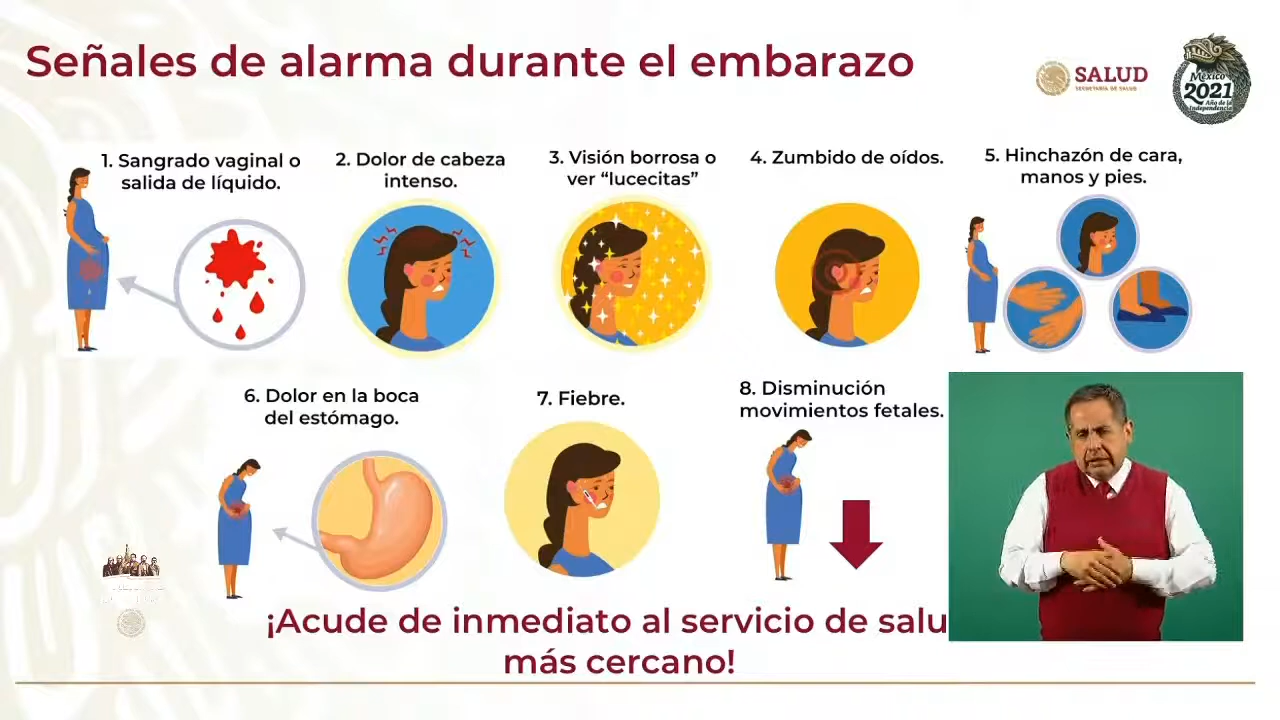 Señales de alarma durante el embarazo
SALUD
SECRETARÍA DE SALUD
México
2021
Año de la
Independencia
1. Sangrado vaginal o
salida de líquido.
2. Dolor de cabeza
intenso.
3. Visión borrosa o
ver “lucecitas”
4. Zumbido de oídos.
5. Hinchazón de cara,
manos y pies.
6. Dolor en la boca
del estómago.
7. Fiebre.
8. Disminución
movimientos fetales.
¡Acude de inmediato al servicio de salu
más cercano!